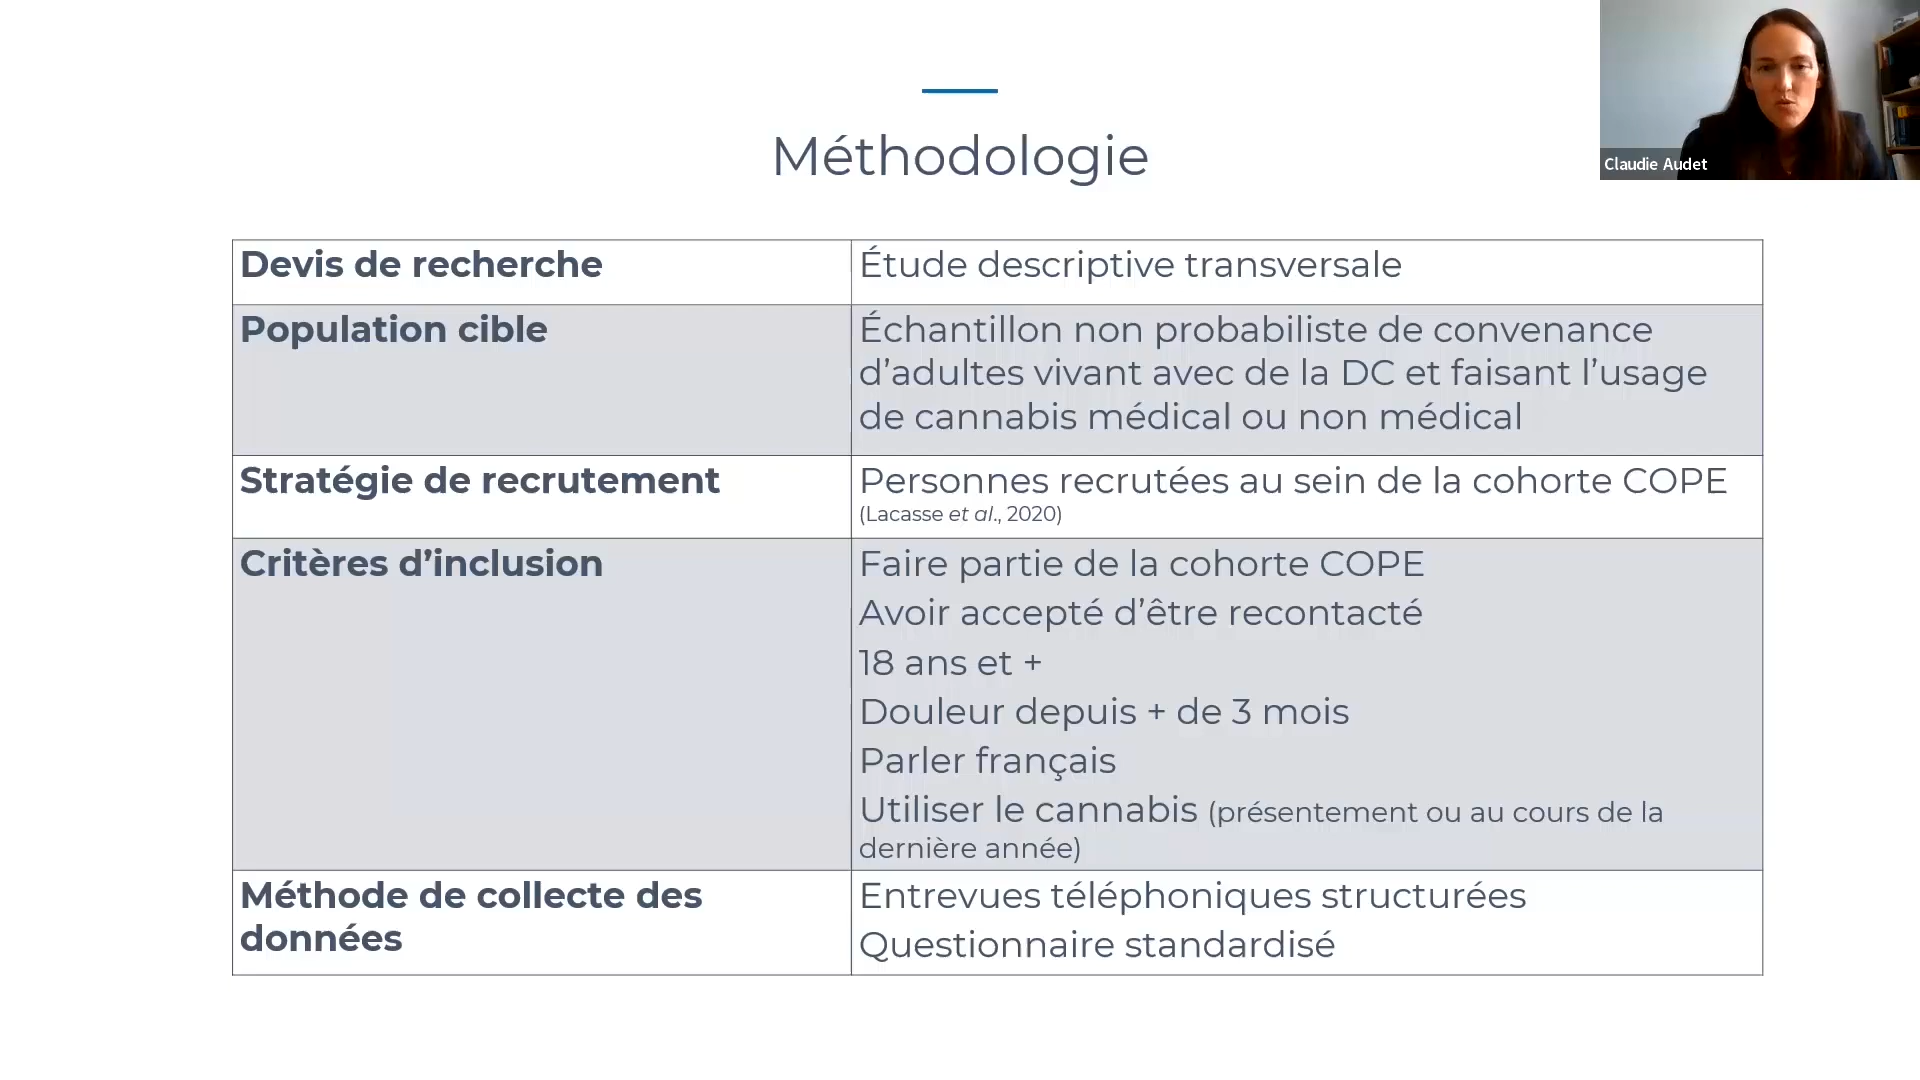 Claudie Audet
Méthodologie
Devis de recherche
Étude descriptive transversale
Population cible
Échantillon non probabiliste de convenance
d’adultes vivant avec de la DC et faisant l’usage
de cannabis médical ou non médical
Stratégie de recrutement
Personnes recrutées au sein de la cohorte COPE
(Lacasse et al., 2020)
Critères d’inclusion
Faire partie de la cohorte COPE
Avoir accepté d’être recontacté
18 ans et +
Douleur depuis + de 3 mois
Parler français
Utiliser le cannabis (présentement ou au cours de la
dernière année)
Méthode de collecte des
données
Entrevues téléphoniques structurées
Questionnaire standardisé